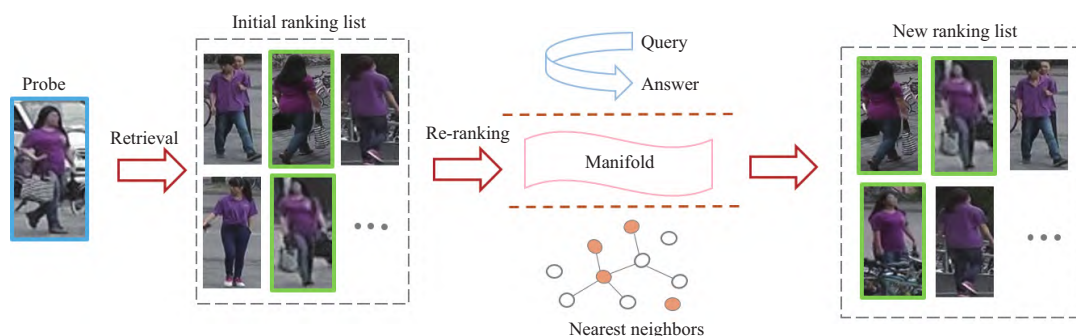 Initial ranking list
New ranking list
Query
Probe
Answer
Retrieval
Re-ranking
Manifold
Nearest neighbors